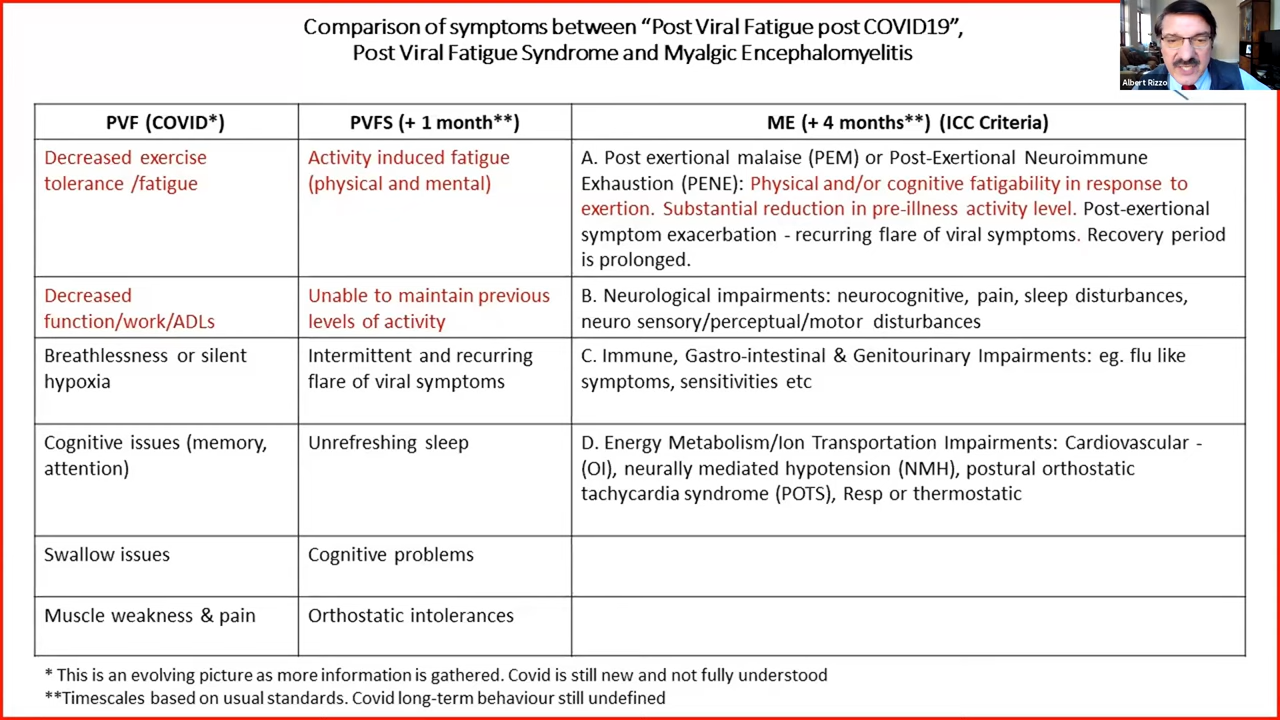 Comparison of symptoms between “Post Viral Fatigue post COVID19”,
Post Viral Fatigue Syndrome and Myalgic Encephalomyelitis
Albert Rizzo
PVF (COVID*)
PVFS (+ 1 month**)
ME (+ 4 months**) (ICC Criteria)
Decreased exercise
tolerance /fatigue
Activity induced fatigue
(physical and mental)
A. Post exertional malaise (PEM) or Post-Exertional Neuroimmune
Exhaustion (PENE): Physical and/or cognitive fatigability in response to
exertion. Substantial reduction in pre-illness activity level. Post-exertional
symptom exacerbation - recurring flare of viral symptoms. Recovery period
is prolonged.
Decreased
function/work/ADLs
Unable to maintain previous
levels of activity
B. Neurological impairments: neurocognitive, pain, sleep disturbances,
neuro sensory/perceptual/motor disturbances
Breathlessness or silent
hypoxia
Intermittent and recurring
flare of viral symptoms
C. Immune, Gastro-intestinal & Genitourinary Impairments: eg. flu like
symptoms, sensitivities etc
Cognitive issues (memory,
attention)
Unrefreshing sleep
D. Energy Metabolism/Ion Transportation Impairments: Cardiovascular -
(OI), neurally mediated hypotension (NMH), postural orthostatic
tachycardia syndrome (POTS), Resp or thermostatic
Swallow issues
Cognitive problems
Muscle weakness & pain
Orthostatic intolerances
* This is an evolving picture as more information is gathered. Covid is still new and not fully understood
**Timescales based on usual standards. Covid long-term behaviour still undefined